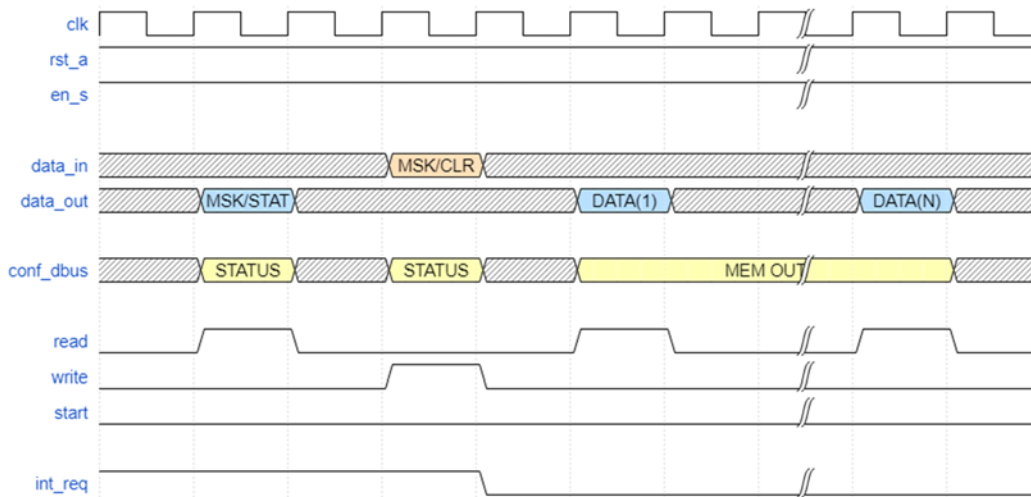 clk
rst_a
en_s
data_in MSK/CLR
data_out MSK/STAT DATA(1) DATA(N)
conf_dbus STATUS STATUS MEM OUT
read
write
start
int_req